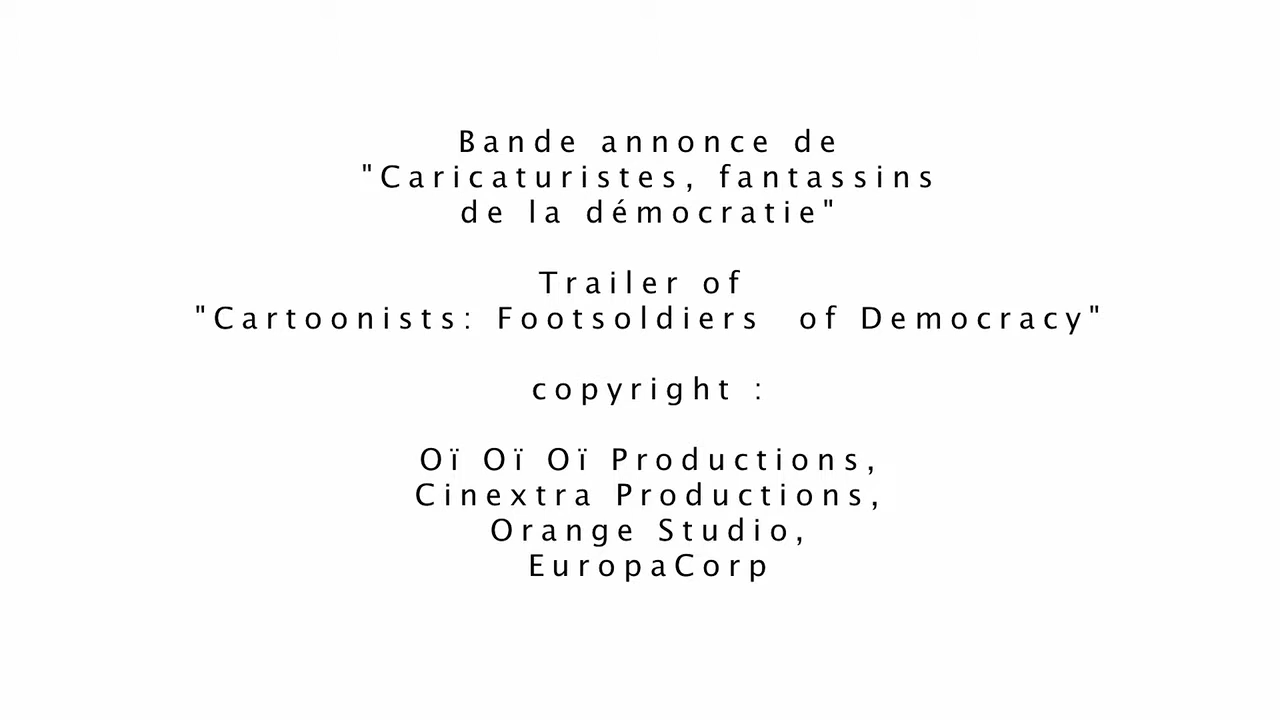 Bande annonce de
"Caricaturistes, fantassins
de la démocratie"
Trailer of
"Cartoonists: Footsoldiers of Democracy"
copyright :
Oï Oï Oï Productions,
Cinextra Productions,
Orange Studio,
EuropaCorp